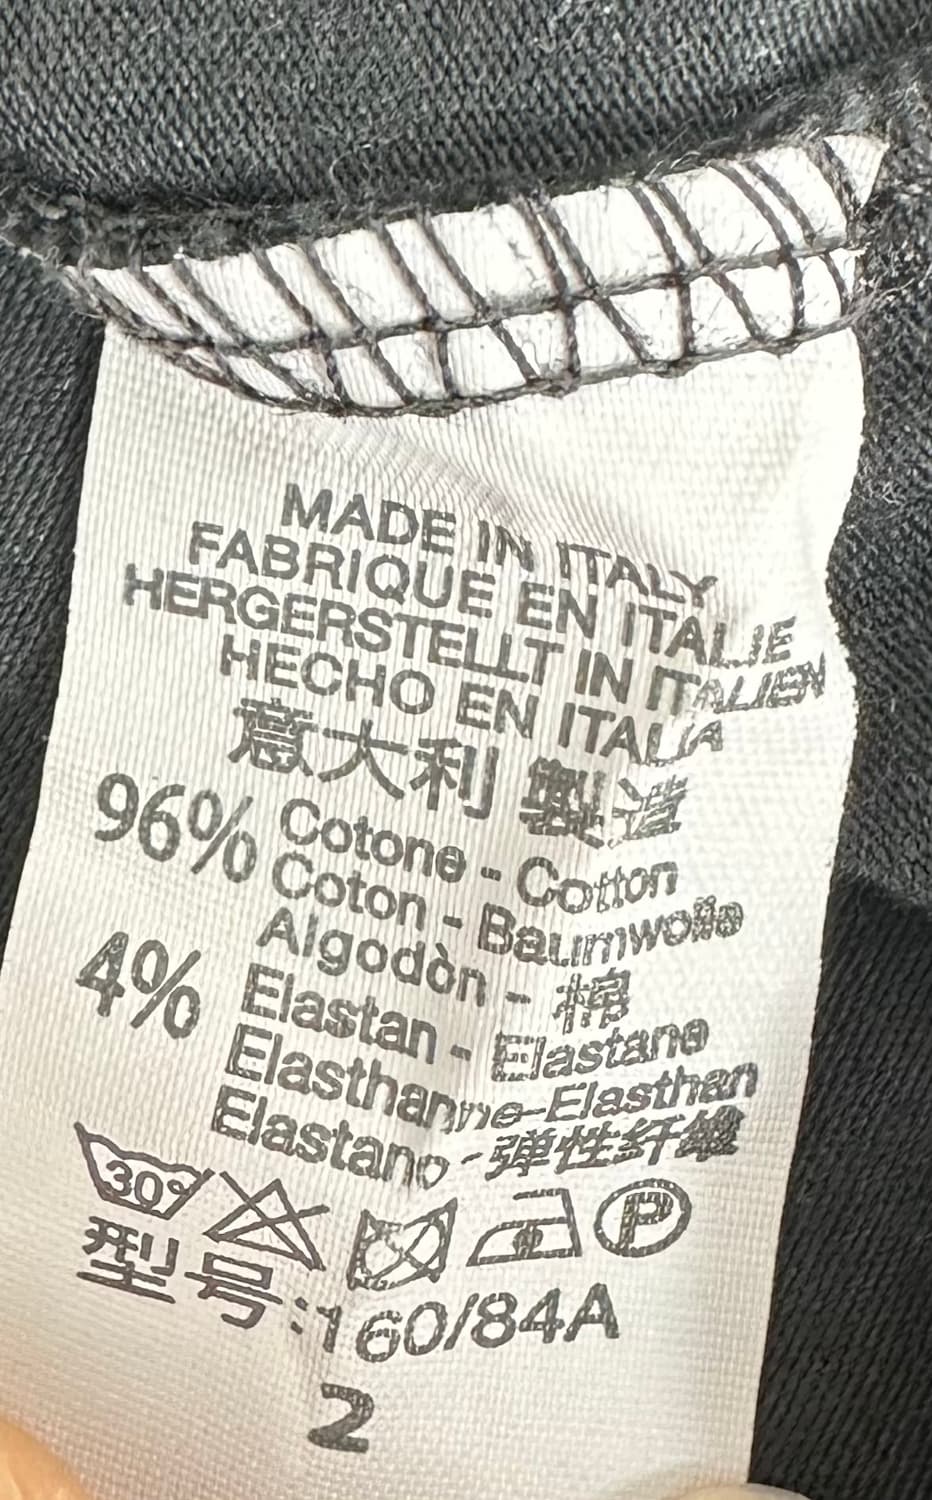 MADE IN ITALY
FABRIQUE EN ITALIE
HERGERSTELLT IN ITALIEN
HECHO EN ITALIA
意大利 製造
96% Cotone - Cotton
Coton - Baumwolle
Algodòn - 棉
4% Elastan - Elastane
Elasthanne-Elasthan
Elastano - 弹性纤维
30° P
型号:160/84A
2